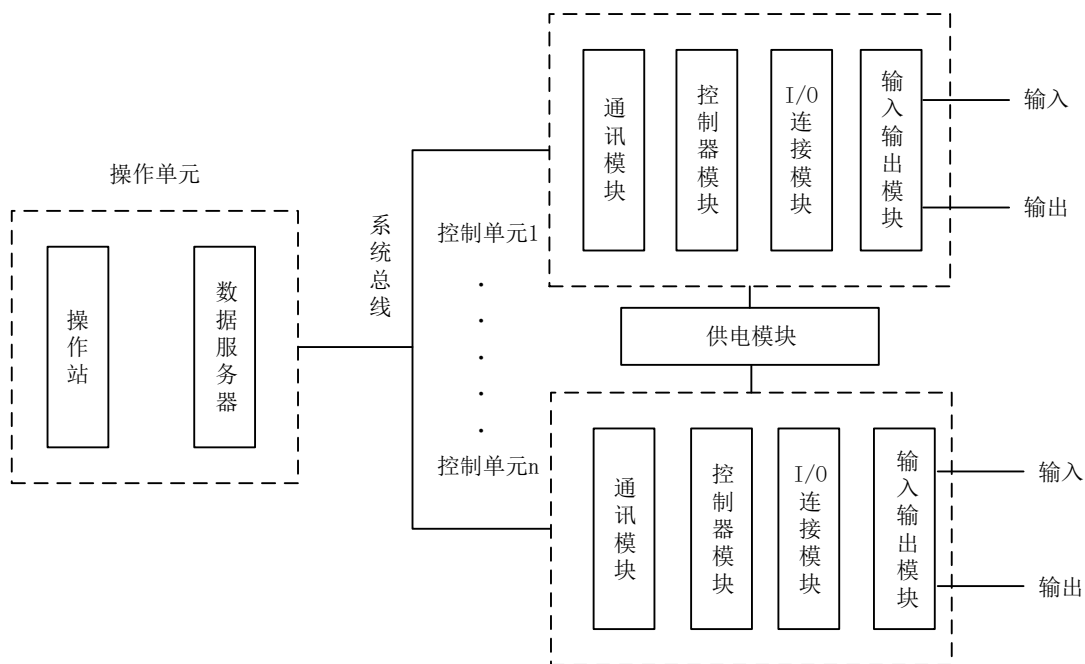 操作单元
操作站
数据服务器
系统总线
控制单元1
控制单元n
通讯模块
控制器模块
I/O连接模块
输入输出模块
输入
输出
供电模块
通讯模块
控制器模块
I/O连接模块
输入输出模块
输入
输出